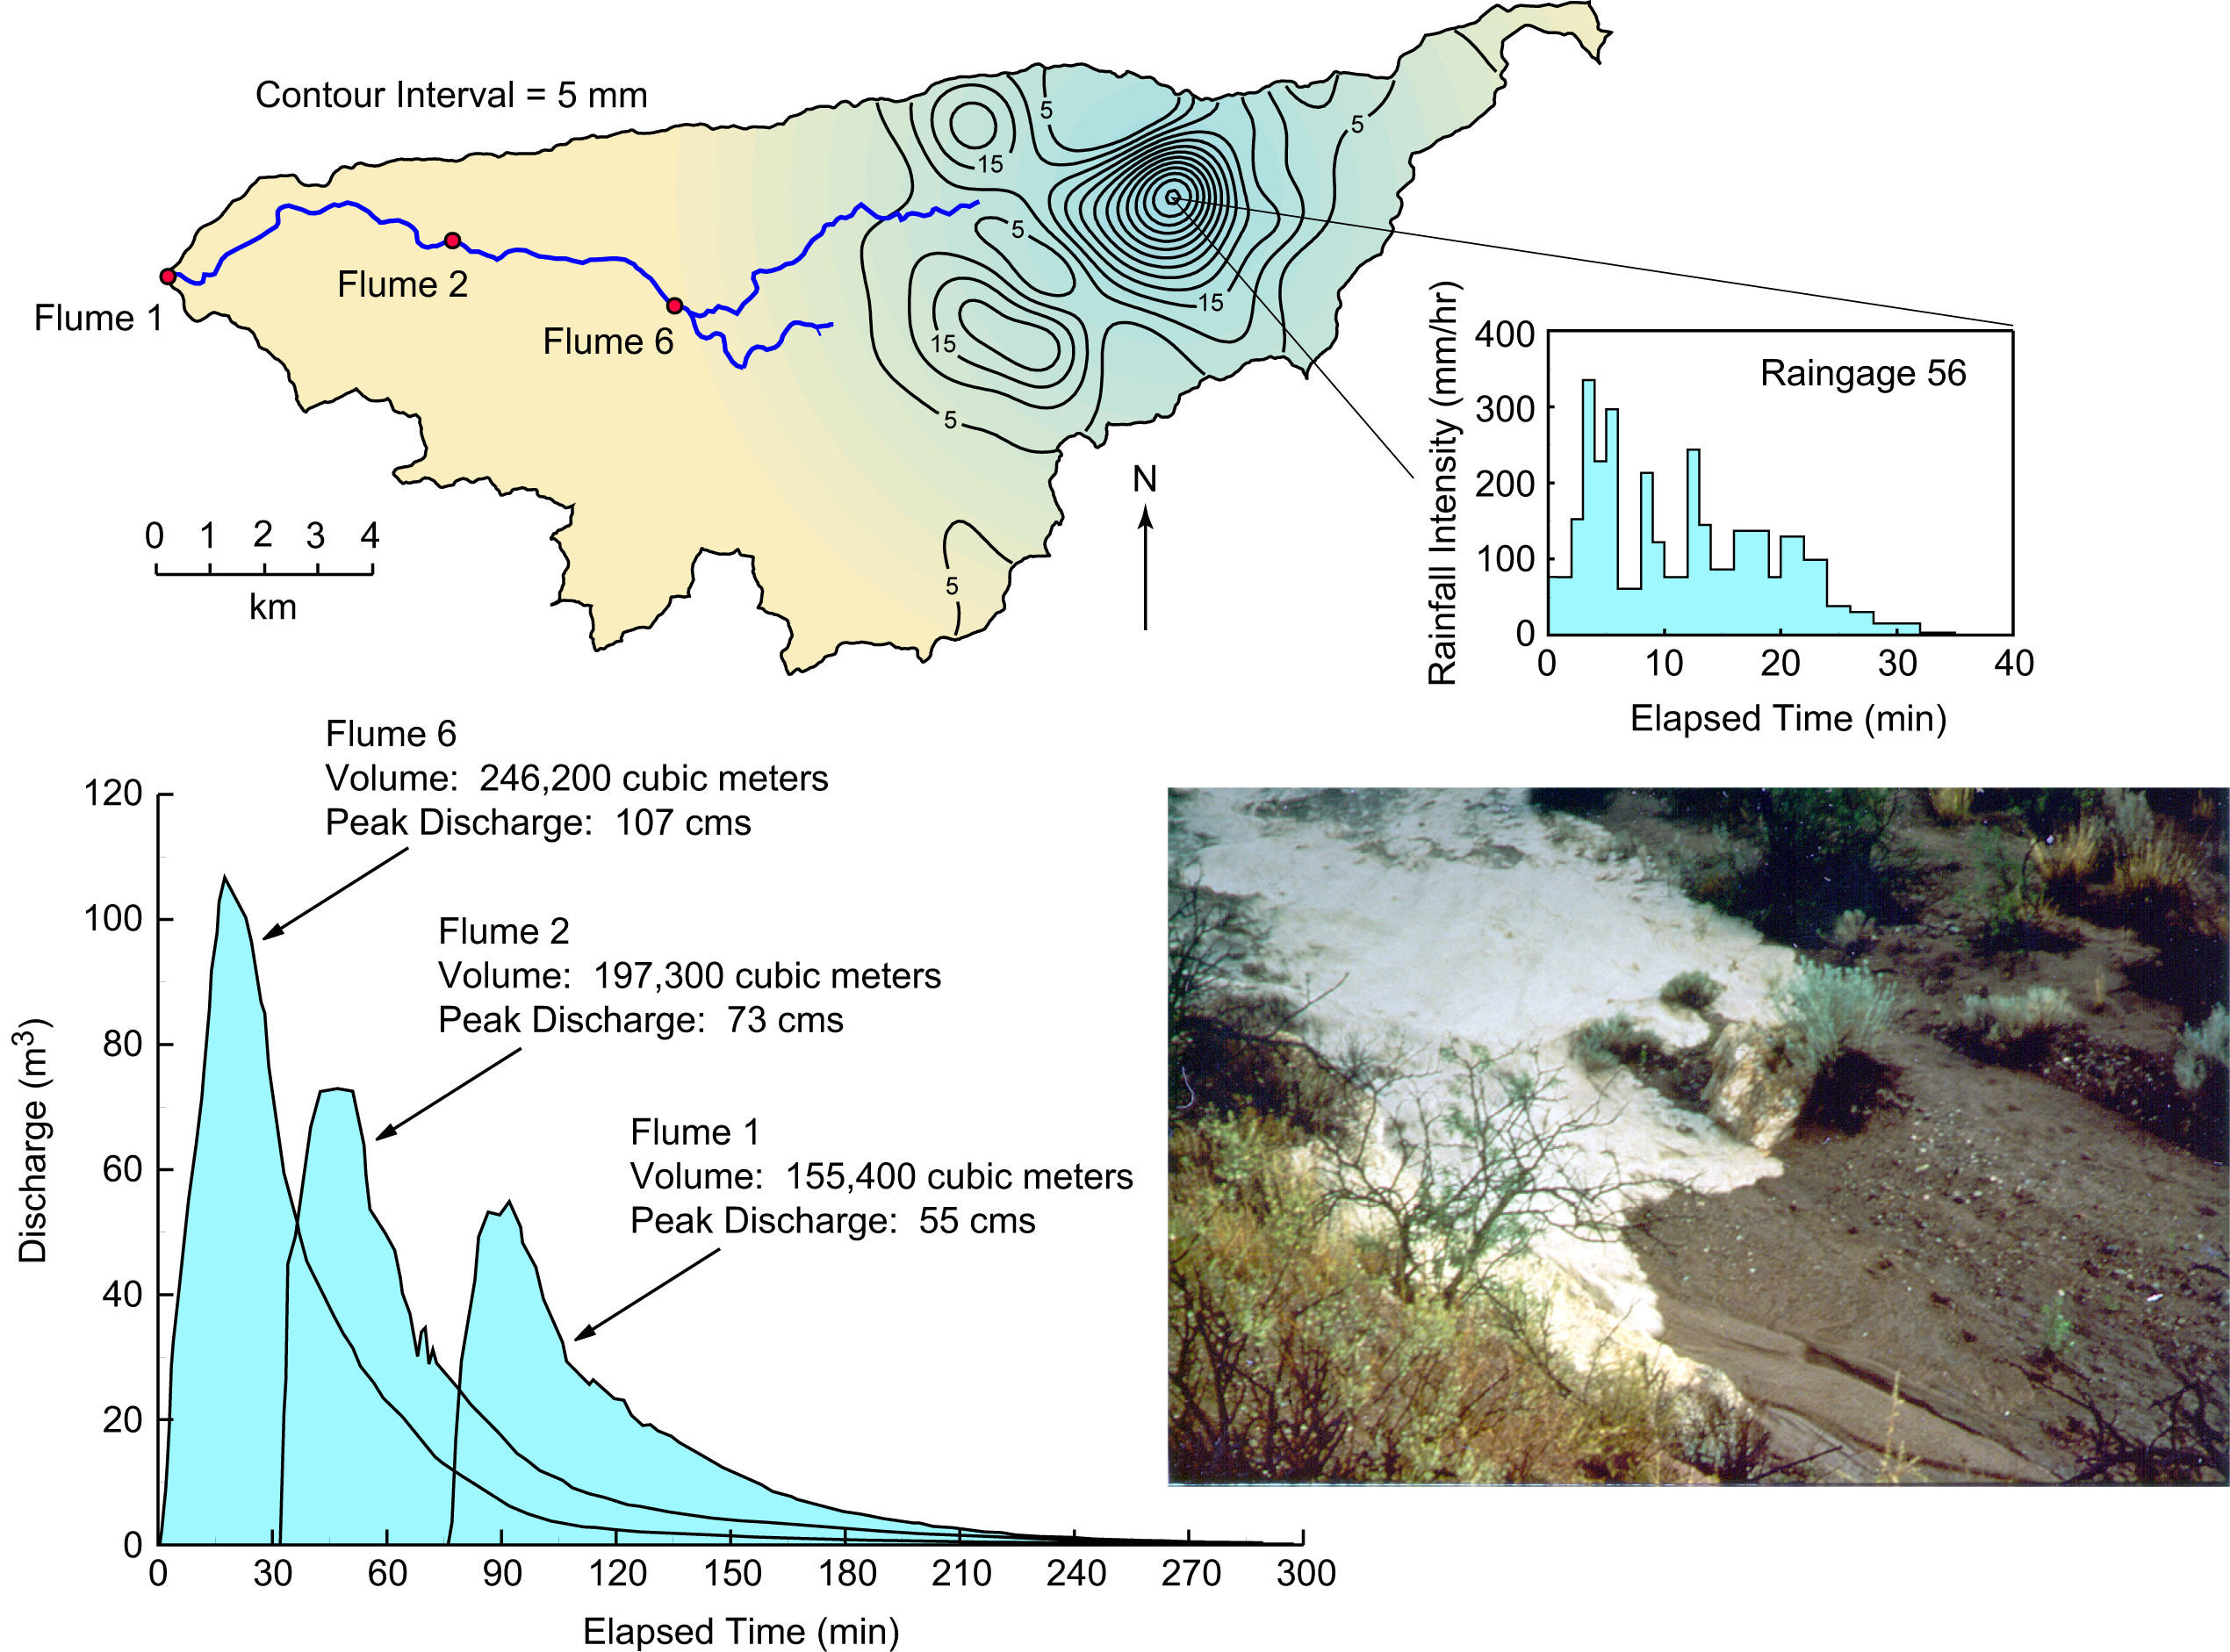 Contour Interval = 5 mm
5
15
5
5
15
15
5
5
Flume 1
Flume 2
Flume 6
0 1 2 3 4
km
N
Raingage 56
Rainfall Intensity (mm/hr)
400
300
200
100
0
0 10 20 30 40
Elapsed Time (min)
Flume 6
Volume: 246,200 cubic meters
Peak Discharge: 107 cms
Flume 2
Volume: 197,300 cubic meters
Peak Discharge: 73 cms
Flume 1
Volume: 155,400 cubic meters
Peak Discharge: 55 cms
Discharge (m³)
120
100
80
60
40
20
0
0 30 60 90 120 150 180 210 240 270 300
Elapsed Time (min)